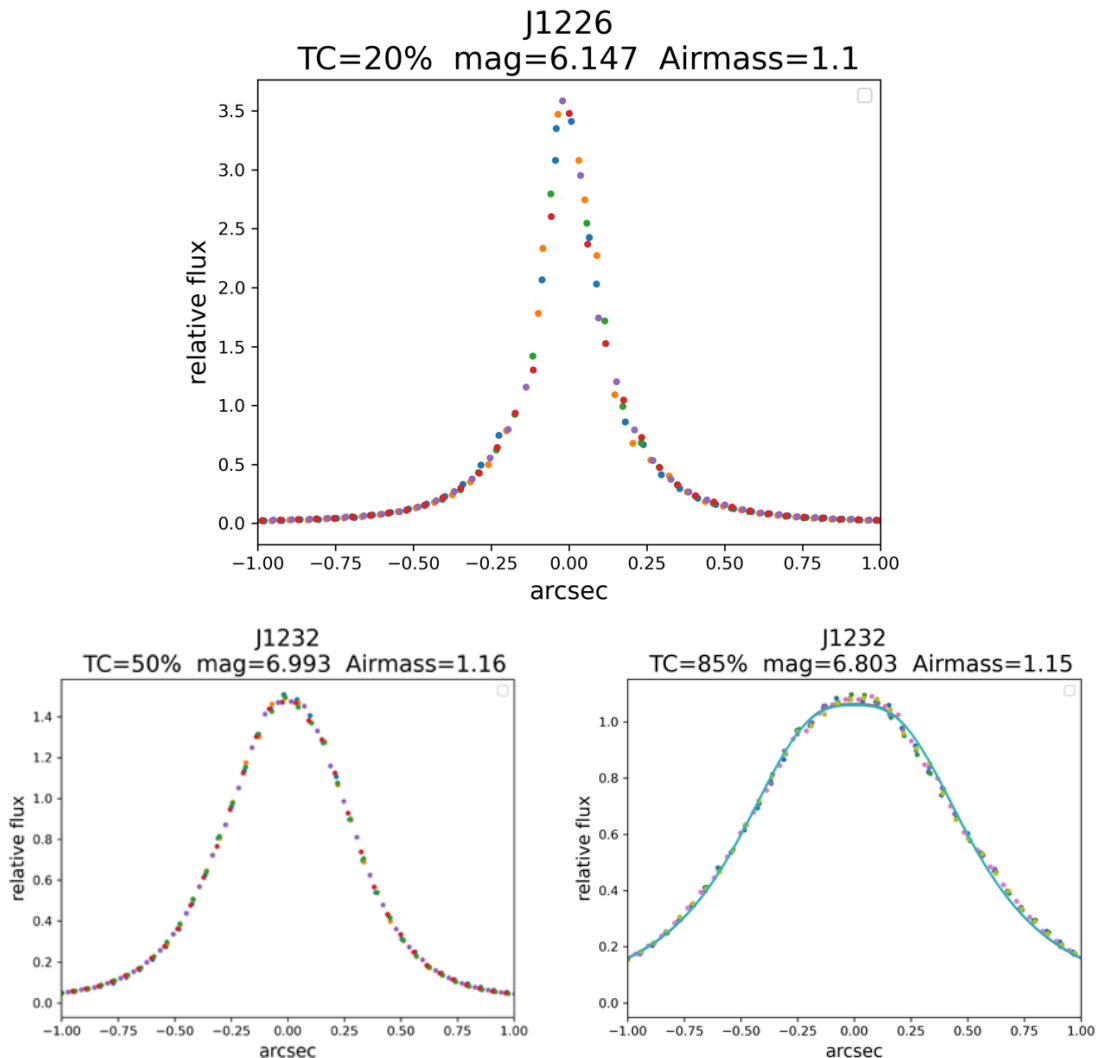 J1226
TC=20% mag=6.147 Airmass=1.1
relative flux
3.5
3.0
2.5
2.0
1.5
1.0
0.5
0.0
−1.00 −0.75 −0.50 −0.25 0.00 0.25 0.50 0.75 1.00
arcsec
J1232
TC=50% mag=6.993 Airmass=1.16
relative flux
1.4
1.2
1.0
0.8
0.6
0.4
0.2
0.0
−1.00 −0.75 −0.50 −0.25 0.00 0.25 0.50 0.75 1.00
arcsec
J1232
TC=85% mag=6.803 Airmass=1.15
relative flux
1.0
0.8
0.6
0.4
0.2
0.0
−1.00 −0.75 −0.50 −0.25 0.00 0.25 0.50 0.75 1.00
arcsec